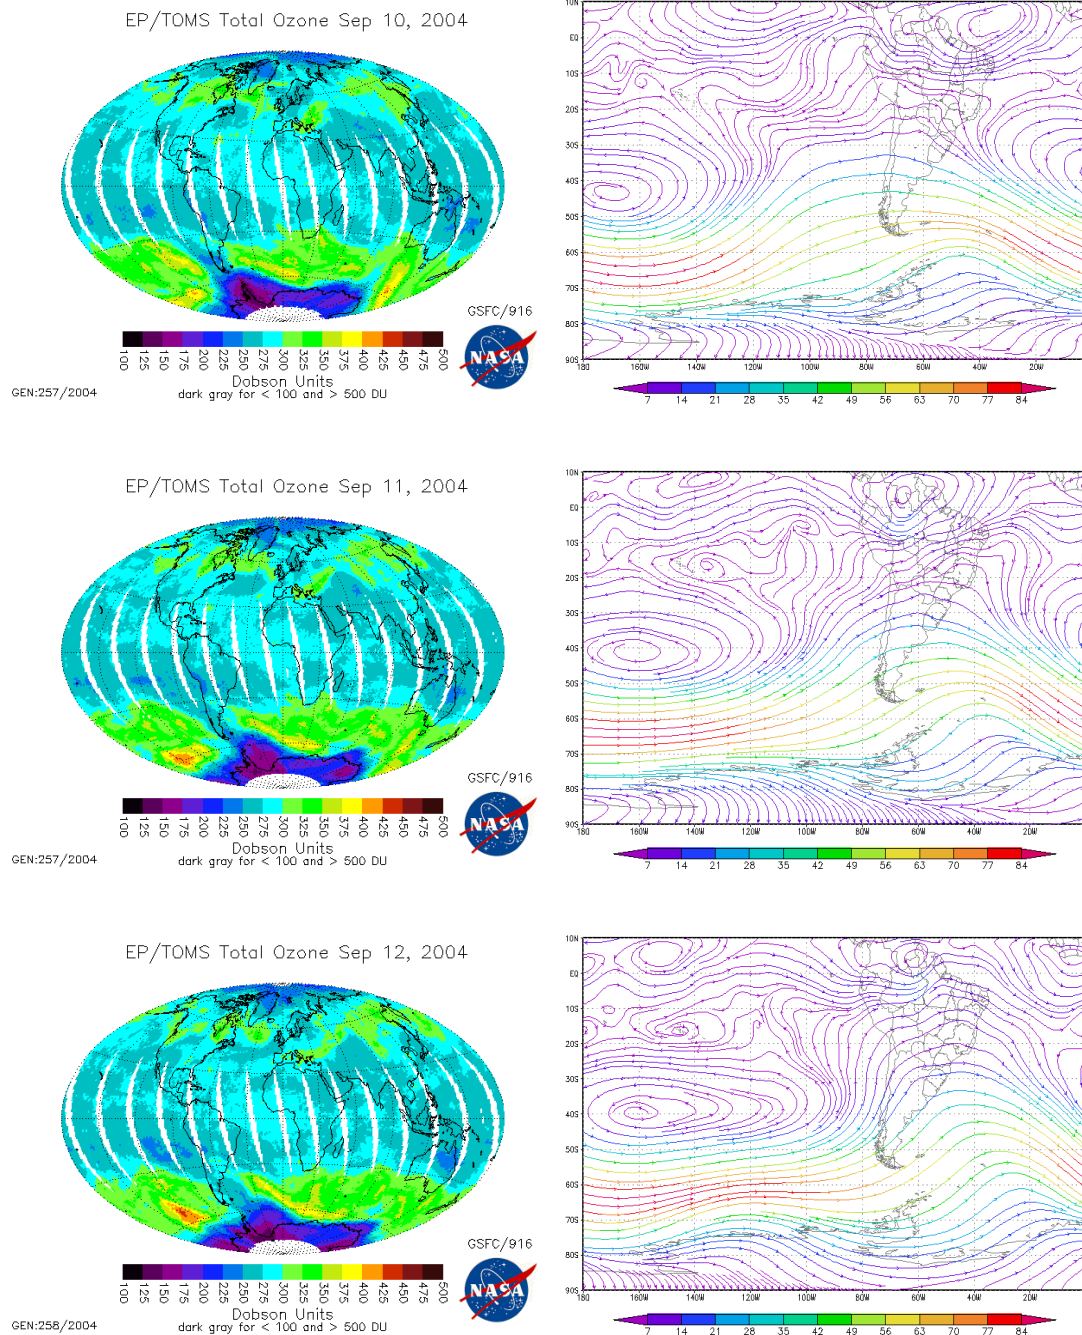 EP/TOMS Total Ozone Sep 10, 2004
GSFC/916
NASA
100 125 150 175 200 225 250 275 300 325 350 375 400 425 450 475 500
Dobson Units
dark gray for < 100 and > 500 DU
GEN:257/2004
10N
EQ
10S
20S
30S
40S
50S
60S
70S
80S
90S
180 160W 140W 120W 100W 80W 60W 40W 20W
7 14 21 28 35 42 49 56 63 70 77 84
EP/TOMS Total Ozone Sep 11, 2004
GSFC/916
NASA
100 125 150 175 200 225 250 275 300 325 350 375 400 425 450 475 500
Dobson Units
dark gray for < 100 and > 500 DU
GEN:257/2004
10N
EQ
10S
20S
30S
40S
50S
60S
70S
80S
90S
180 160W 140W 120W 100W 80W 60W 40W 20W
7 14 21 28 35 42 49 56 63 70 77 84
EP/TOMS Total Ozone Sep 12, 2004
GSFC/916
NASA
100 125 150 175 200 225 250 275 300 325 350 375 400 425 450 475 500
Dobson Units
dark gray for < 100 and > 500 DU
GEN:258/2004
10N
EQ
10S
20S
30S
40S
50S
60S
70S
80S
90S
180 160W 140W 120W 100W 80W 60W 40W 20W
7 14 21 28 35 42 49 56 63 70 77 84